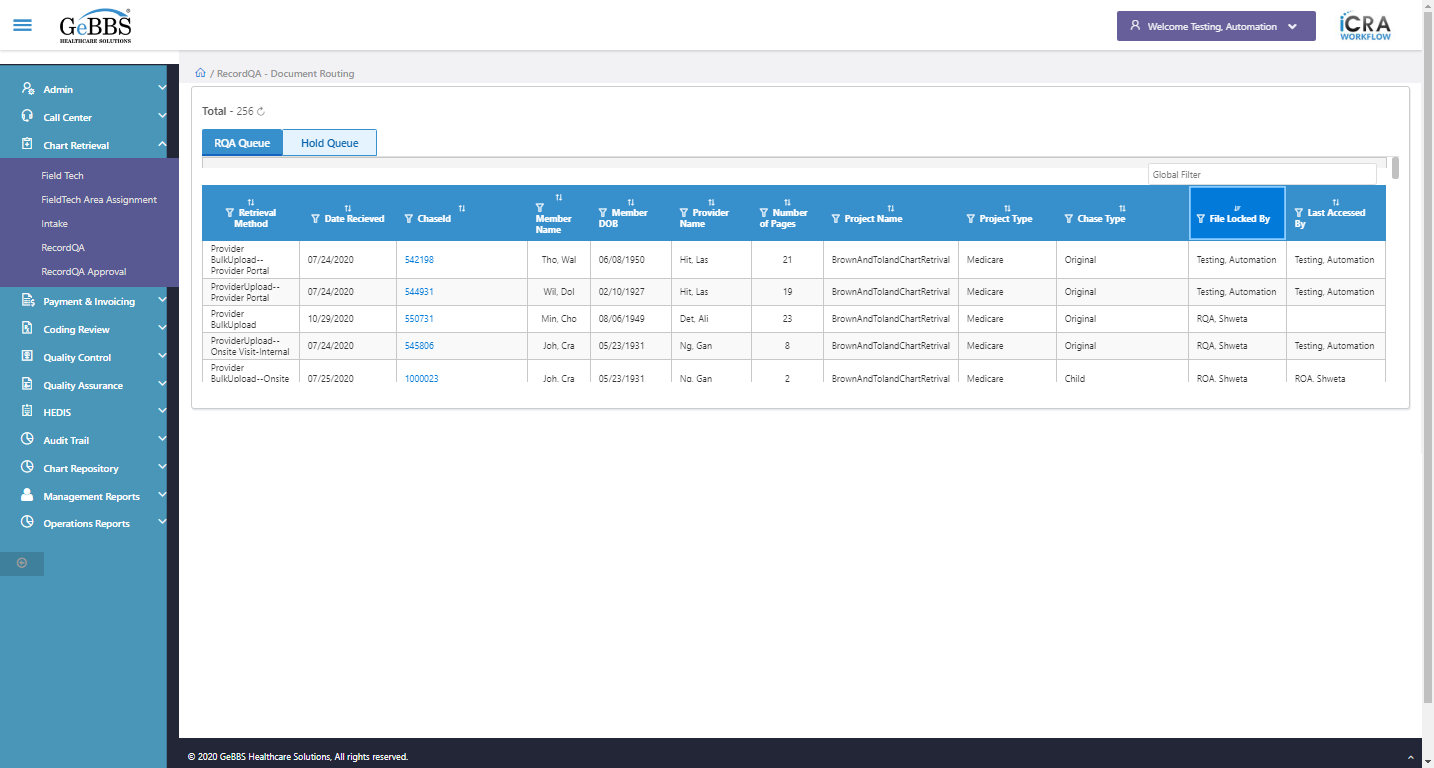 GeBBS
HEALTHCARE SOLUTIONS
Welcome Testing, Automation
iCRA
WORKFLOW
Admin
Call Center
Chart Retrieval
Field Tech
FieldTech Area Assignment
Intake
RecordQA
RecordQA Approval
Payment & Invoicing
Coding Review
Quality Control
Quality Assurance
HEDIS
Audit Trail
Chart Repository
Management Reports
Operations Reports
/ RecordQA - Document Routing
Total - 256
RQA Queue Hold Queue
Global Filter
Retrieval Method Date Recieved ChaseId Member Name Member DOB Provider Name Number of Pages Project Name Project Type Chase Type File Locked By Last Accessed By
Provider BulkUpload--Provider Portal 07/24/2020 542198 Tho, Wal 06/08/1950 Hit, Las 21 BrownAndTolandChartRetrival Medicare Original Testing, Automation Testing, Automation
ProviderUpload--Provider Portal 07/24/2020 544931 Wil, Dol 02/10/1927 Hit, Las 19 BrownAndTolandChartRetrival Medicare Original Testing, Automation Testing, Automation
Provider BulkUpload 10/29/2020 550731 Min, Cho 08/06/1949 Det, Ali 23 BrownAndTolandChartRetrival Medicare Original RQA, Shweta
ProviderUpload--Onsite Visit-Internal 07/24/2020 545806 Joh, Cra 05/23/1931 Ng, Gan 8 BrownAndTolandChartRetrival Medicare Original RQA, Shweta Testing, Automation
Provider BulkUpload--Onsite 07/25/2020 1000023 Joh, Cra 05/23/1931 Ng, Gan 2 BrownAndTolandChartRetrival Medicare Child RQA, Shweta RQA, Shweta
© 2020 GeBBS Healthcare Solutions, All rights reserved.